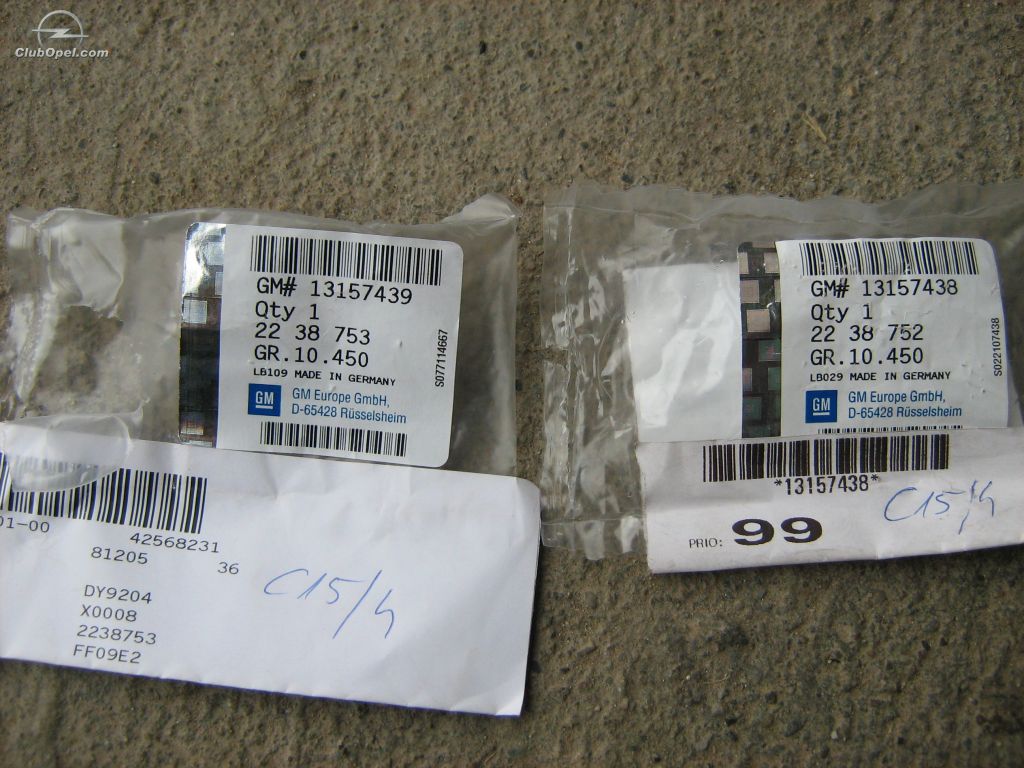 ClubOpel.com
GM# 13157439
Qty 1
22 38 753
GR.10.450
LB109 MADE IN GERMANY
GM
GM Europe GmbH,
D-65428 Rüsselsheim
S077114667
01-00
42568231
81205 36
DY9204
X0008
2238753
FF09E2
C15/4
GM# 13157438
Qty 1
22 38 752
GR.10.450
LB029 MADE IN GERMANY
GM
GM Europe GmbH,
D-65428 Rüsselsheim
S022107438
*13157438*
PRIO: 99
C15/4